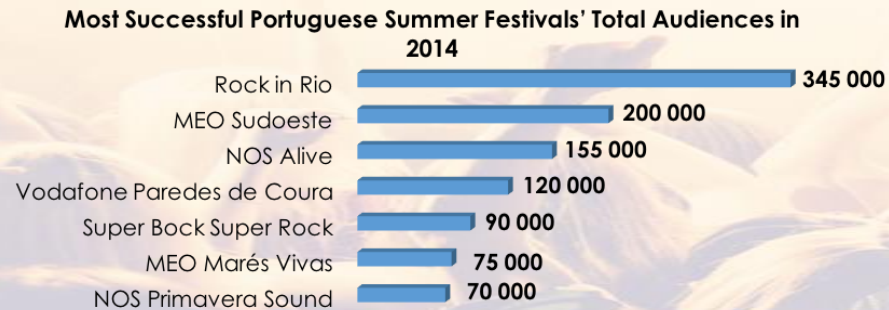 Most Successful Portuguese Summer Festivals’ Total Audiences in
2014
Rock in Rio 345 000
MEO Sudoeste 200 000
NOS Alive 155 000
Vodafone Paredes de Coura 120 000
Super Bock Super Rock 90 000
MEO Marés Vivas 75 000
NOS Primavera Sound 70 000